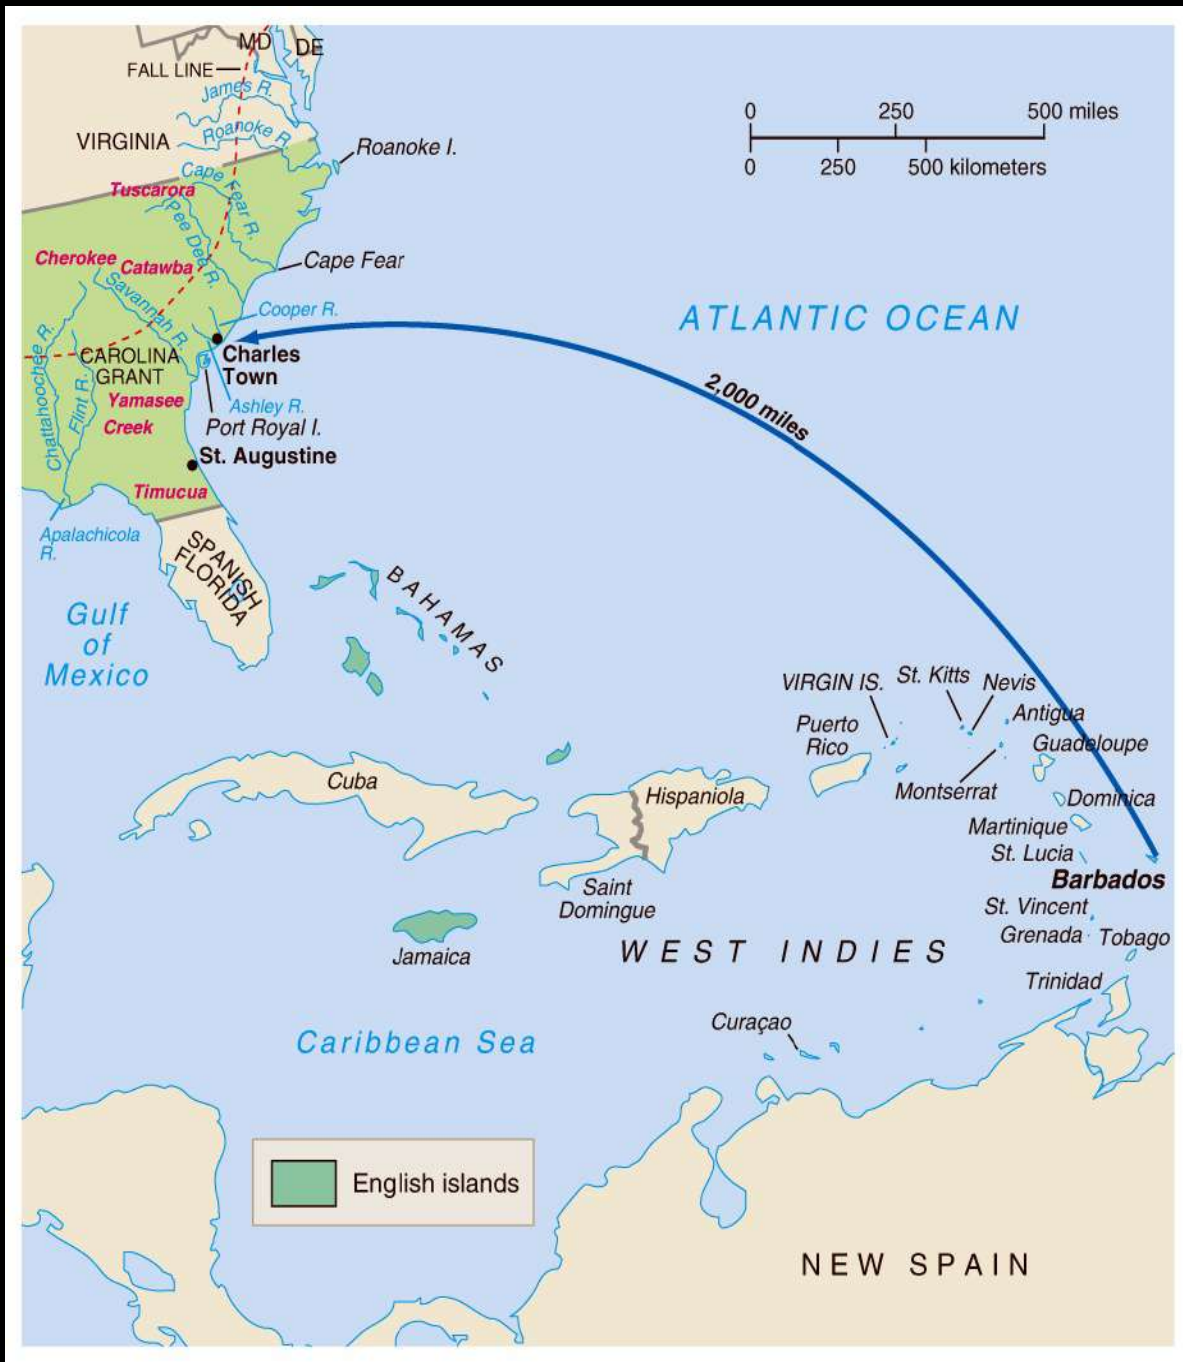 MD
DE
FALL LINE
James R.
VIRGINIA
Roanoke R.
Roanoke I.
0 250 500 miles
0 250 500 kilometers
Cape Fear R.
Tuscarora
Pee Dee R.
Cherokee
Catawba
Cape Fear
Savannah R.
Cooper R.
ATLANTIC OCEAN
Chattahoochee R.
CAROLINA
GRANT
Charles
Town
Flint R.
Yamasee
Ashley R.
Creek
Port Royal I.
2,000 miles
St. Augustine
Timucua
Apalachicola
R.
SPANISH
FLORIDA
BAHAMAS
Gulf
of
Mexico
VIRGIN IS.
St. Kitts
Nevis
Antigua
Puerto
Rico
Guadeloupe
Montserrat
Cuba
Hispaniola
Dominica
Martinique
St. Lucia
Barbados
Saint
Domingue
St. Vincent
Grenada
Tobago
Jamaica
WEST INDIES
Trinidad
Curaçao
Caribbean Sea
English islands
NEW SPAIN